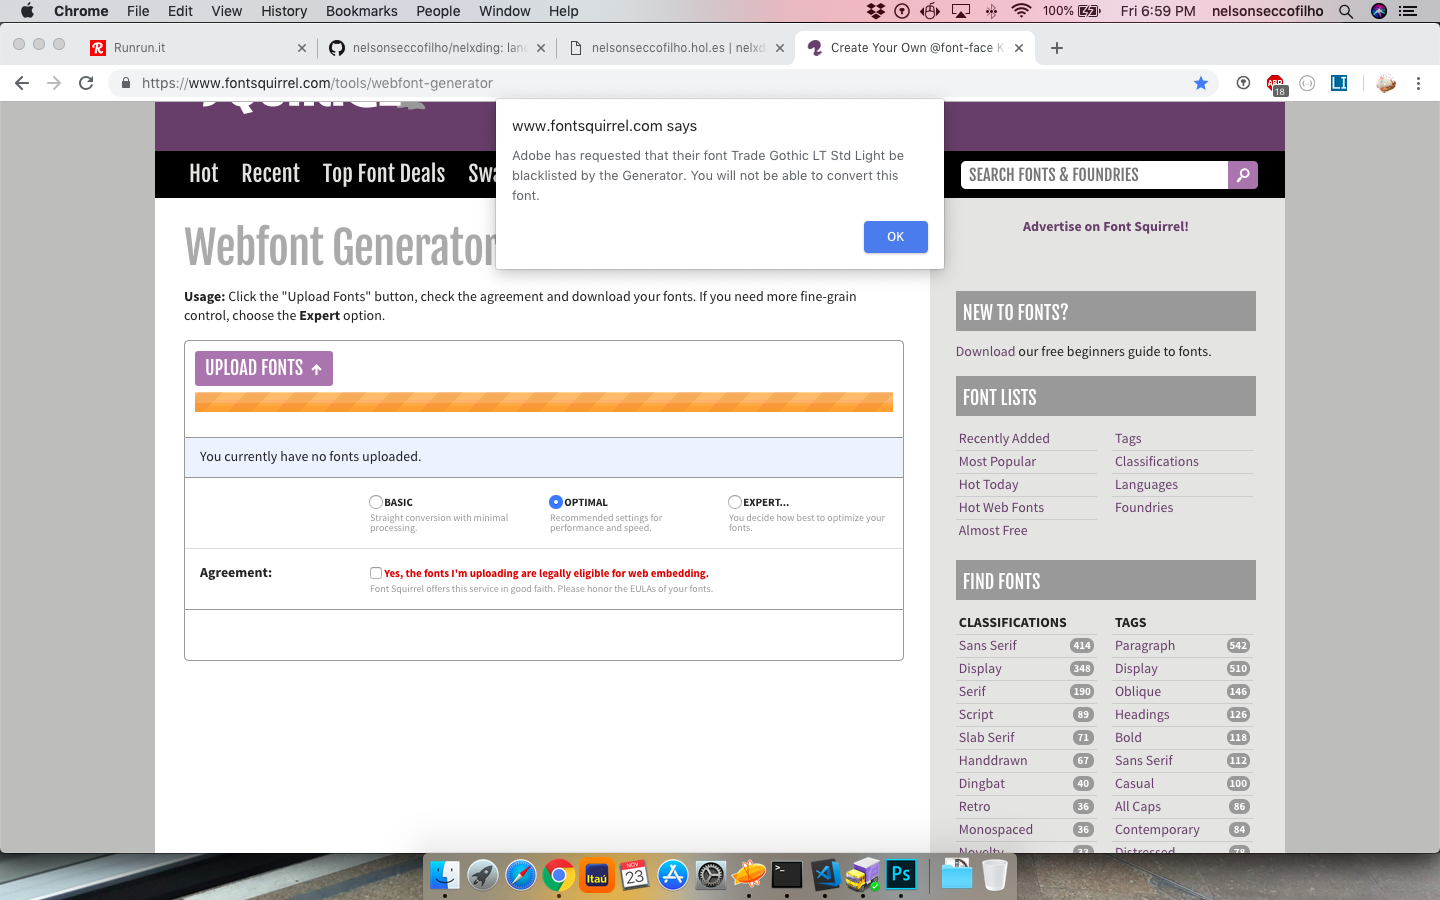 Chrome File Edit View History Bookmarks People Window Help 100% Fri 6:59 PM nelsonseccofilho
Runrun.it nelsonseccofilho/nelxding: lanc nelsonseccofilho.hol.es | nelxd Create Your Own @font-face K
https://www.fontsquirrel.com/tools/webfont-generator ABP 18 LI
www.fontsquirrel.com says
Adobe has requested that their font Trade Gothic LT Std Light be
blacklisted by the Generator. You will not be able to convert this
font.
OK
Hot Recent Top Font Deals Swa
SEARCH FONTS & FOUNDRIES
Webfont Generator
Usage: Click the "Upload Fonts" button, check the agreement and download your fonts. If you need more fine-grain
control, choose the Expert option.
UPLOAD FONTS
You currently have no fonts uploaded.
BASIC
Straight conversion with minimal
processing.
OPTIMAL
Recommended settings for
performance and speed.
EXPERT...
You decide how best to optimize your
fonts.
Agreement:
Yes, the fonts I'm uploading are legally eligible for web embedding.
Font Squirrel offers this service in good faith. Please honor the EULAs of your fonts.
Advertise on Font Squirrel!
NEW TO FONTS?
Download our free beginners guide to fonts.
FONT LISTS
Recently Added Tags
Most Popular Classifications
Hot Today Languages
Hot Web Fonts Foundries
Almost Free
FIND FONTS
CLASSIFICATIONS TAGS
Sans Serif 414 Paragraph 542
Display 348 Display 510
Serif 190 Oblique 146
Script 89 Headings 126
Slab Serif 71 Bold 118
Handdrawn 67 Sans Serif 112
Dingbat 40 Casual 100
Retro 36 All Caps 86
Monospaced 36 Contemporary 84
Novelty Distressed
Itaú NOV 23 Ps